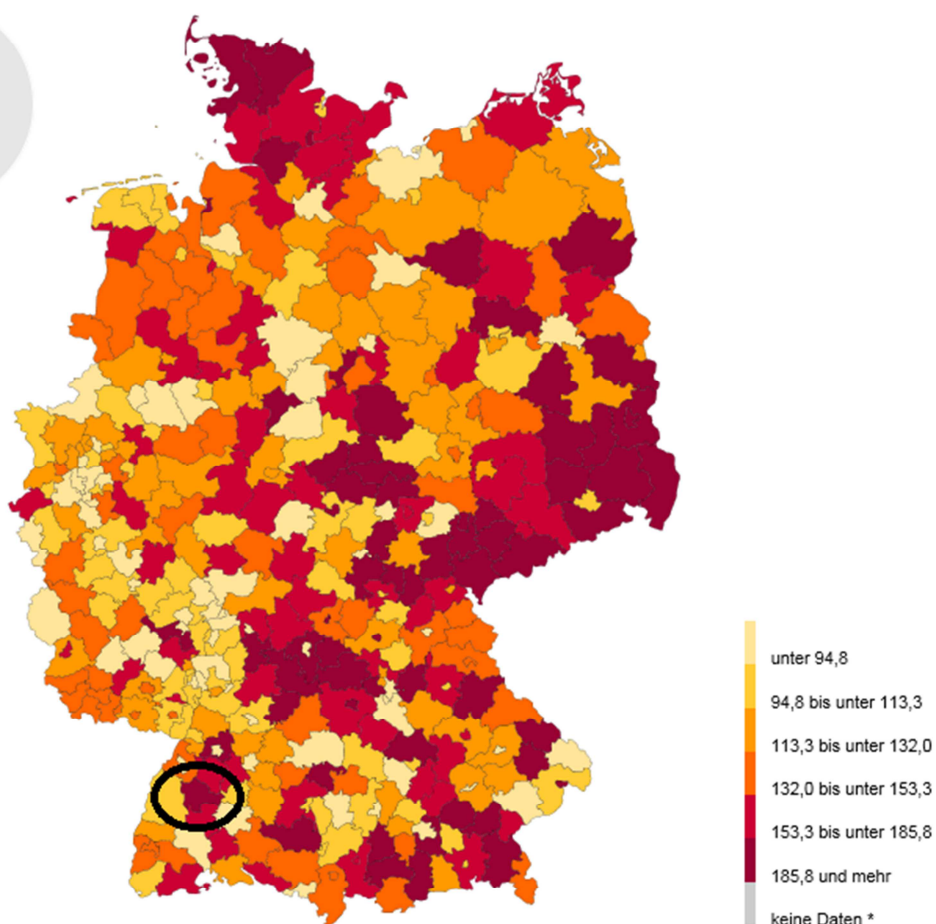 unter 94,8
94,8 bis unter 113,3
113,3 bis unter 132,0
132,0 bis unter 153,3
153,3 bis unter 185,8
185,8 und mehr
keine Daten *